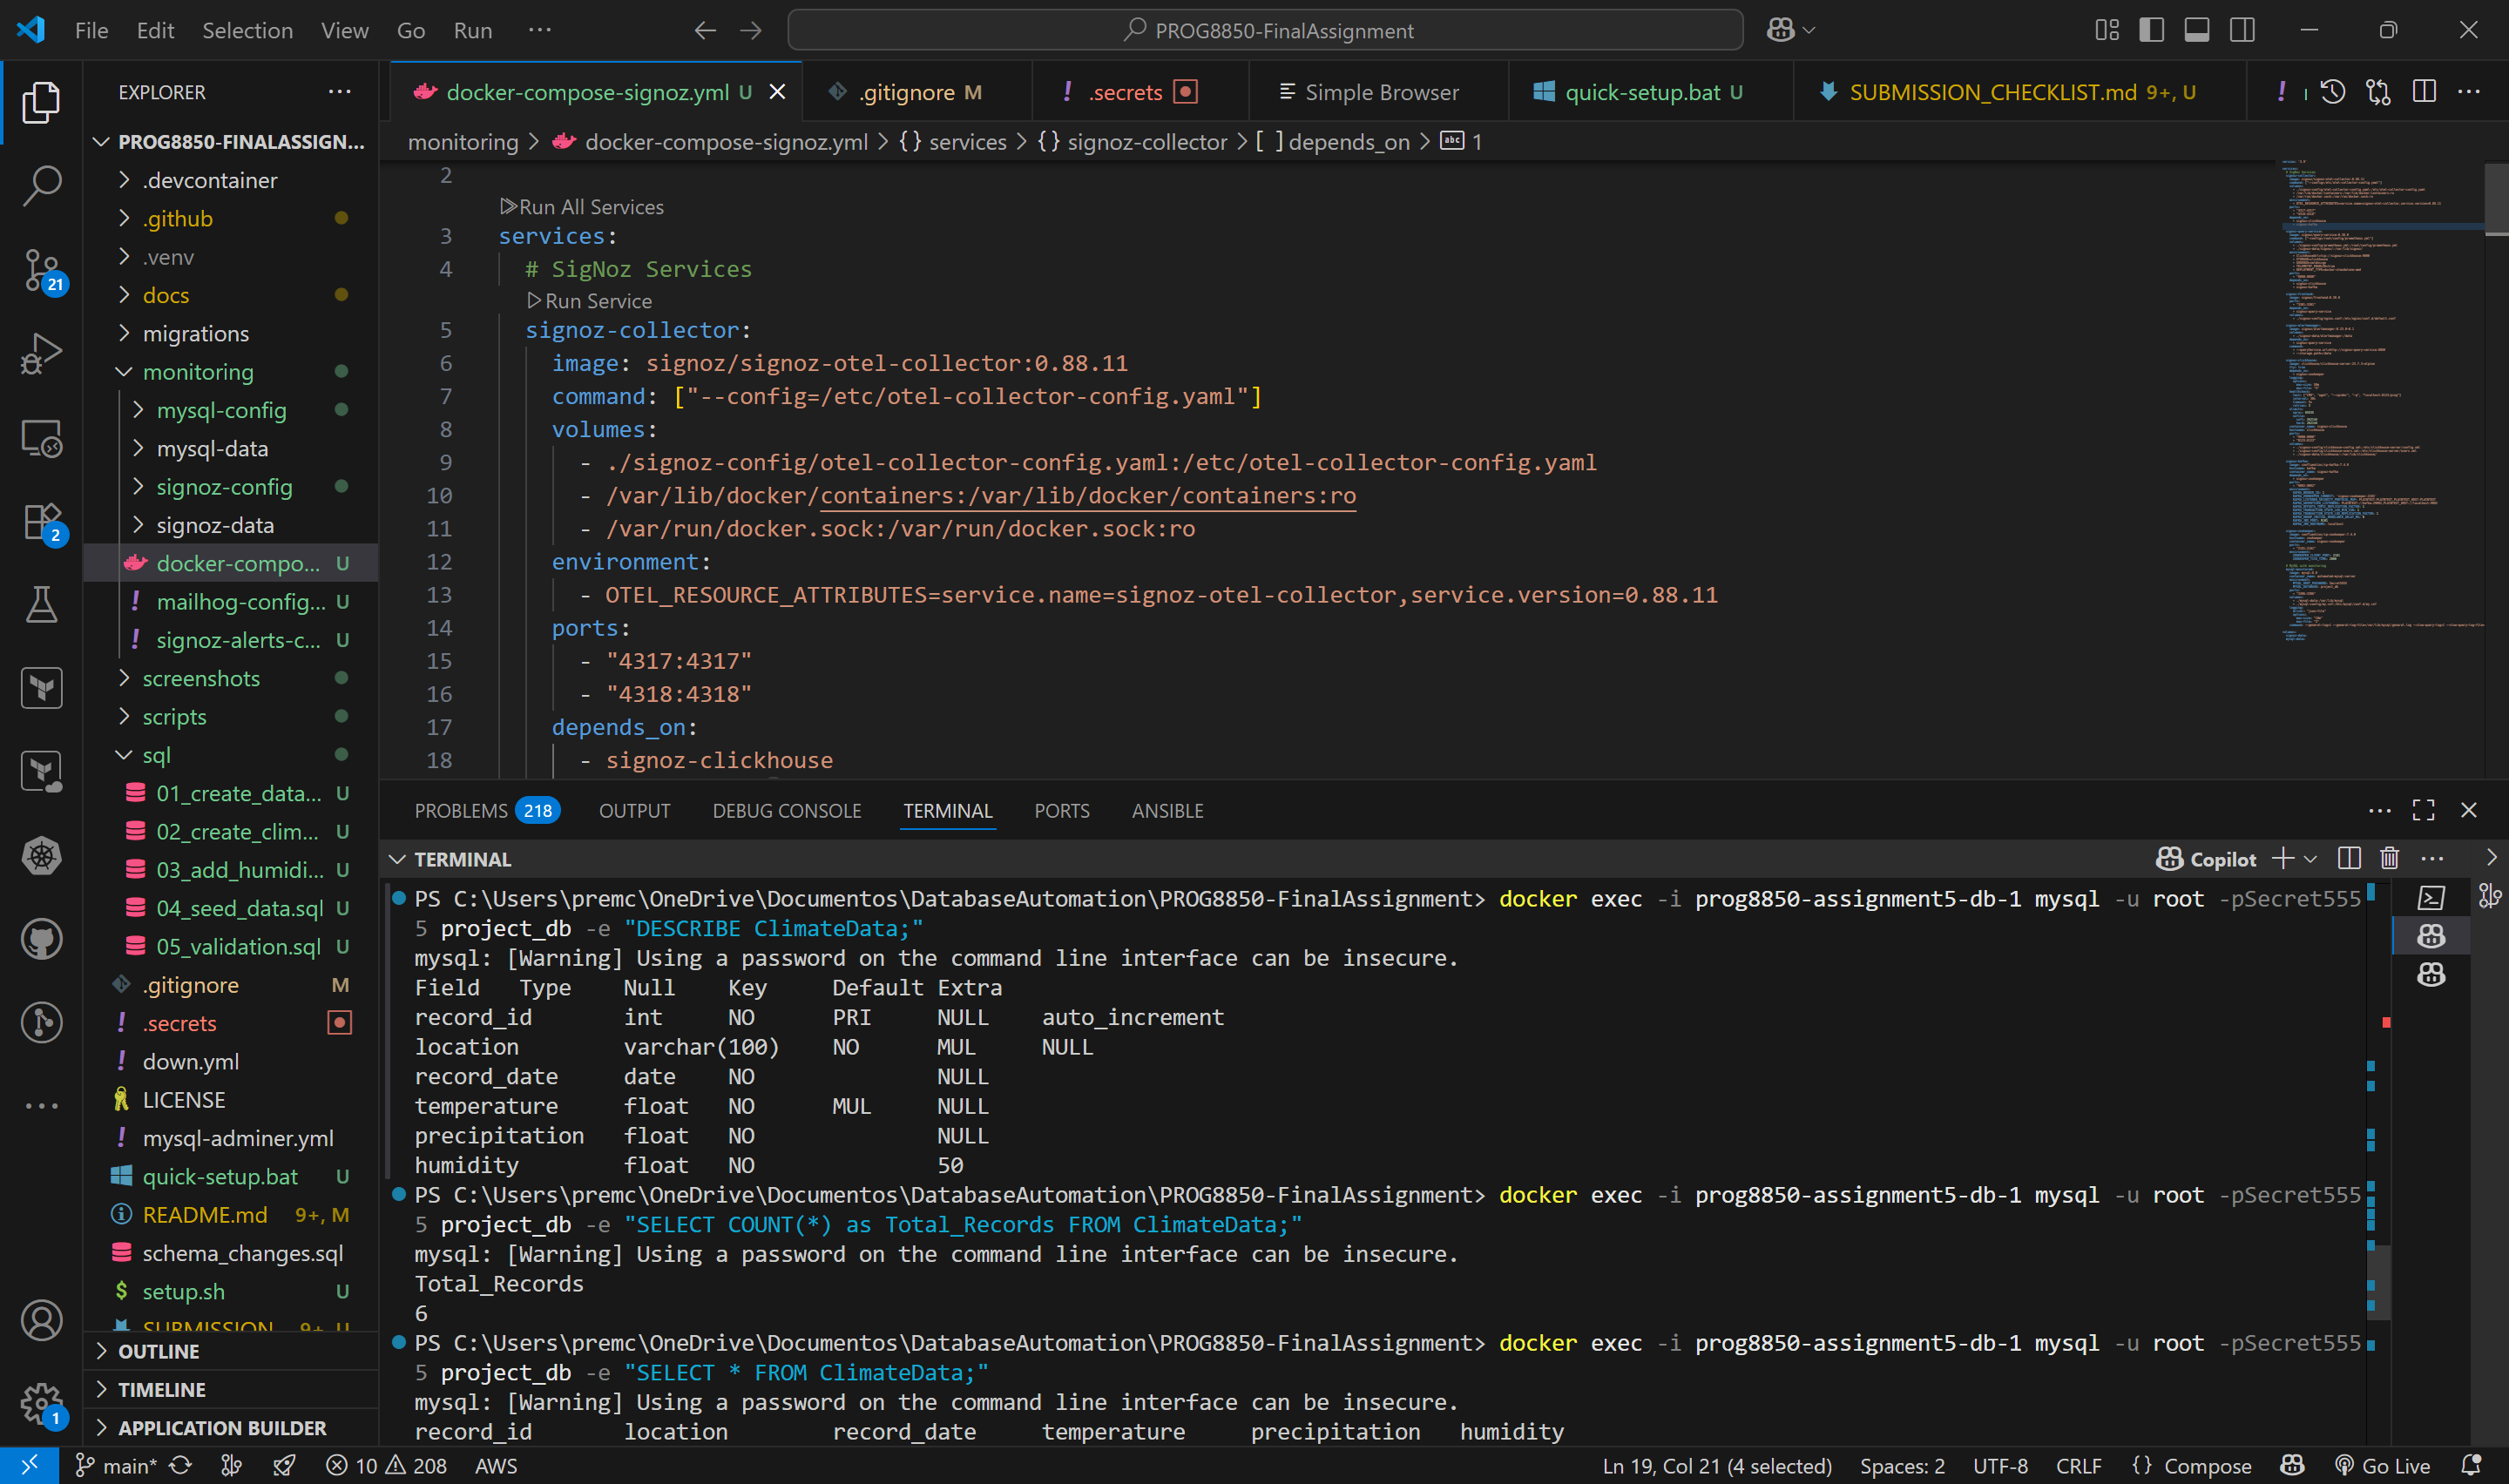 File Edit Selection View Go Run ··· PROG8850-FinalAssignment
EXPLORER ···
PROG8850-FINALASSIGN...
.devcontainer
.github
.venv
docs
migrations
monitoring
mysql-config
mysql-data
signoz-config
signoz-data
docker-compo... U
mailhog-config... U
signoz-alerts-c... U
screenshots
scripts
sql
01_create_data... U
02_create_clim... U
03_add_humidi... U
04_seed_data.sql U
05_validation.sql U
.gitignore M
.secrets
down.yml
LICENSE
mysql-adminer.yml
quick-setup.bat U
README.md 9+, M
schema_changes.sql
setup.sh U
SUBMISSION 9+, U
OUTLINE
TIMELINE
APPLICATION BUILDER
21
2
1
docker-compose-signoz.yml U .gitignore M .secrets Simple Browser quick-setup.bat U SUBMISSION_CHECKLIST.md 9+, U
monitoring > docker-compose-signoz.yml > {} services > {} signoz-collector > [ ] depends_on > abc 1
2
Run All Services
3 services:
4 # SigNoz Services
Run Service
5 signoz-collector:
6 image: signoz/signoz-otel-collector:0.88.11
7 command: ["--config=/etc/otel-collector-config.yaml"]
8 volumes:
9 - ./signoz-config/otel-collector-config.yaml:/etc/otel-collector-config.yaml
10 - /var/lib/docker/containers:/var/lib/docker/containers:ro
11 - /var/run/docker.sock:/var/run/docker.sock:ro
12 environment:
13 - OTEL_RESOURCE_ATTRIBUTES=service.name=signoz-otel-collector,service.version=0.88.11
14 ports:
15 - "4317:4317"
16 - "4318:4318"
17 depends_on:
18 - signoz-clickhouse
PROBLEMS 218 OUTPUT DEBUG CONSOLE TERMINAL PORTS ANSIBLE
TERMINAL Copilot
PS C:\Users\premc\OneDrive\Documentos\DatabaseAutomation\PROG8850-FinalAssignment> docker exec -i prog8850-assignment5-db-1 mysql -u root -pSecret555
5 project_db -e "DESCRIBE ClimateData;"
mysql: [Warning] Using a password on the command line interface can be insecure.
Field Type Null Key Default Extra
record_id int NO PRI NULL auto_increment
location varchar(100) NO MUL NULL
record_date date NO NULL
temperature float NO MUL NULL
precipitation float NO NULL
humidity float NO 50
PS C:\Users\premc\OneDrive\Documentos\DatabaseAutomation\PROG8850-FinalAssignment> docker exec -i prog8850-assignment5-db-1 mysql -u root -pSecret555
5 project_db -e "SELECT COUNT(*) as Total_Records FROM ClimateData;"
mysql: [Warning] Using a password on the command line interface can be insecure.
Total_Records
6
PS C:\Users\premc\OneDrive\Documentos\DatabaseAutomation\PROG8850-FinalAssignment> docker exec -i prog8850-assignment5-db-1 mysql -u root -pSecret555
5 project_db -e "SELECT * FROM ClimateData;"
mysql: [Warning] Using a password on the command line interface can be insecure.
record_id location record_date temperature precipitation humidity
main* 10 208 AWS Ln 19, Col 21 (4 selected) Spaces: 2 UTF-8 CRLF {} Compose Go Live